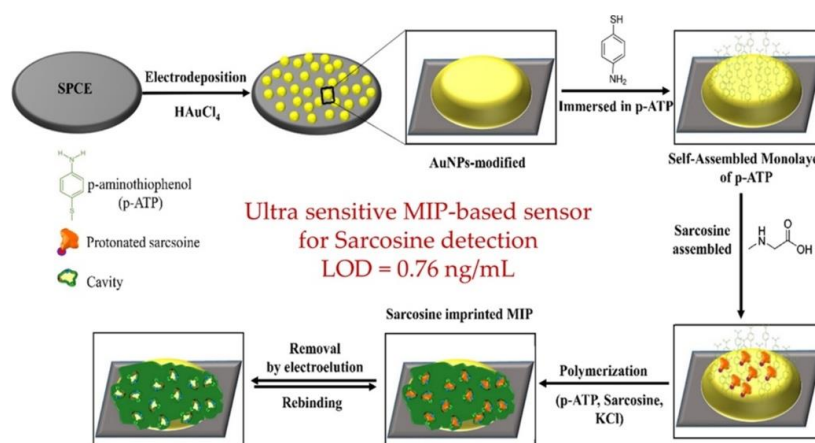 SPCE
Electrodeposition
HAuCl4
AuNPs-modified
SH
NH2
Immersed in p-ATP
Self-Assembled Monolayer
of p-ATP
H H
N
S
p-aminothiophenol
(p-ATP)
Protonated sarcsoine
Cavity
Ultra sensitive MIP-based sensor
for Sarcosine detection
LOD = 0.76 ng/mL
Sarcosine
assembled
H
N
O
OH
Polymerization
(p-ATP, Sarcosine,
KCl)
Sarcosine imprinted MIP
Removal
by electroelution
Rebinding